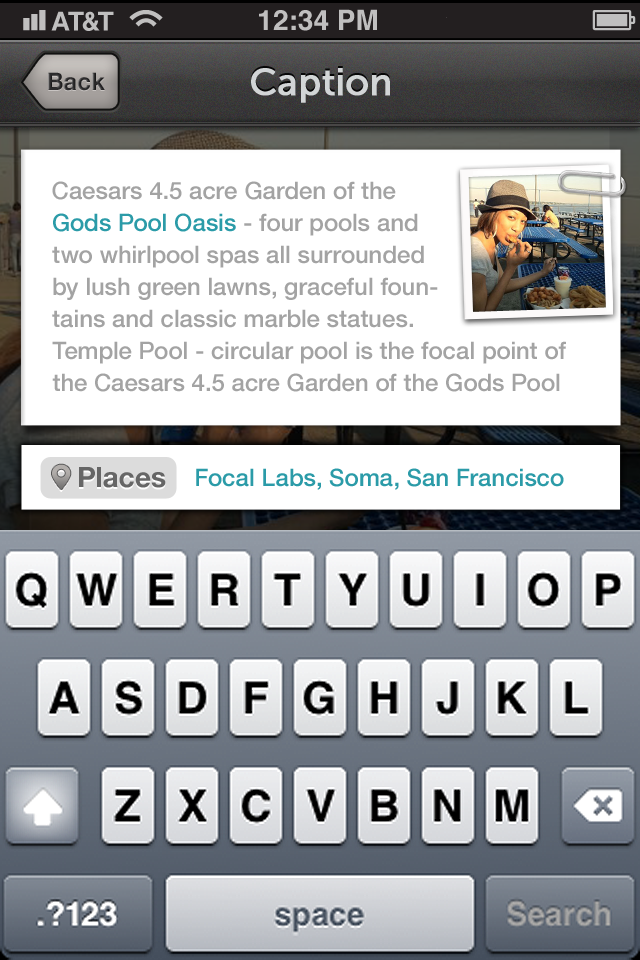 AT&T 12:34 PM
Back Caption
Caesars 4.5 acre Garden of the
Gods Pool Oasis - four pools and
two whirlpool spas all surrounded
by lush green lawns, graceful foun-
tains and classic marble statues.
Temple Pool - circular pool is the focal point of
the Caesars 4.5 acre Garden of the Gods Pool
Places Focal Labs, Soma, San Francisco
Q W E R T Y U I O P
A S D F G H J K L
Z X C V B N M
.?123 space Search